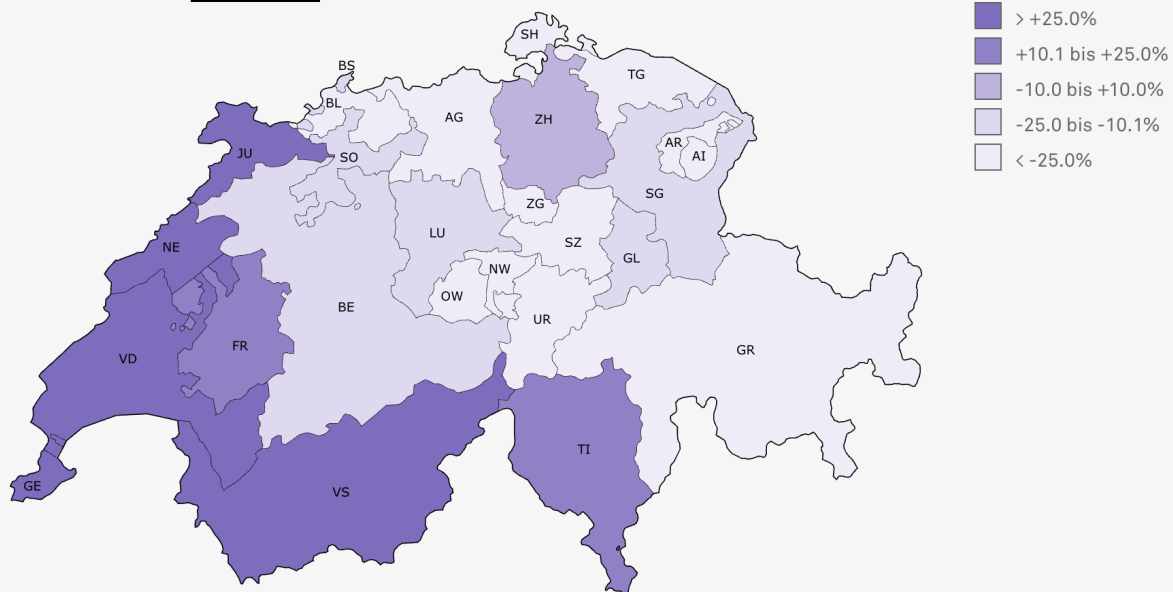 > +25.0%
+10.1 bis +25.0%
-10.0 bis +10.0%
-25.0 bis -10.1%
< -25.0%
SH
BS
TG
BL
AG
ZH
AR
JU
SO
AI
SG
ZG
LU
SZ
NE
GL
NW
OW
BE
UR
FR
GR
VD
TI
GE
VS